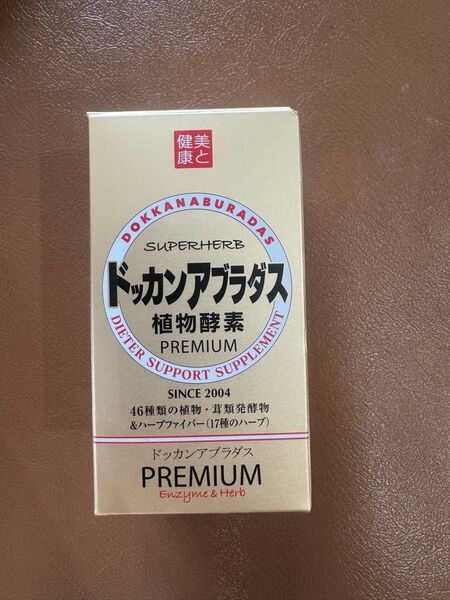 美と
健康
DOKKANABURADAS
SUPERHERB
ドッカンアブラダス
植物酵素
PREMIUM
DIETER SUPPORT SUPPLEMENT
SINCE 2004
46種類の植物・茸類発酵物
&ハーブファイバー(17種のハーブ)
ドッカンアブラダス
PREMIUM
Enzyme & Herb